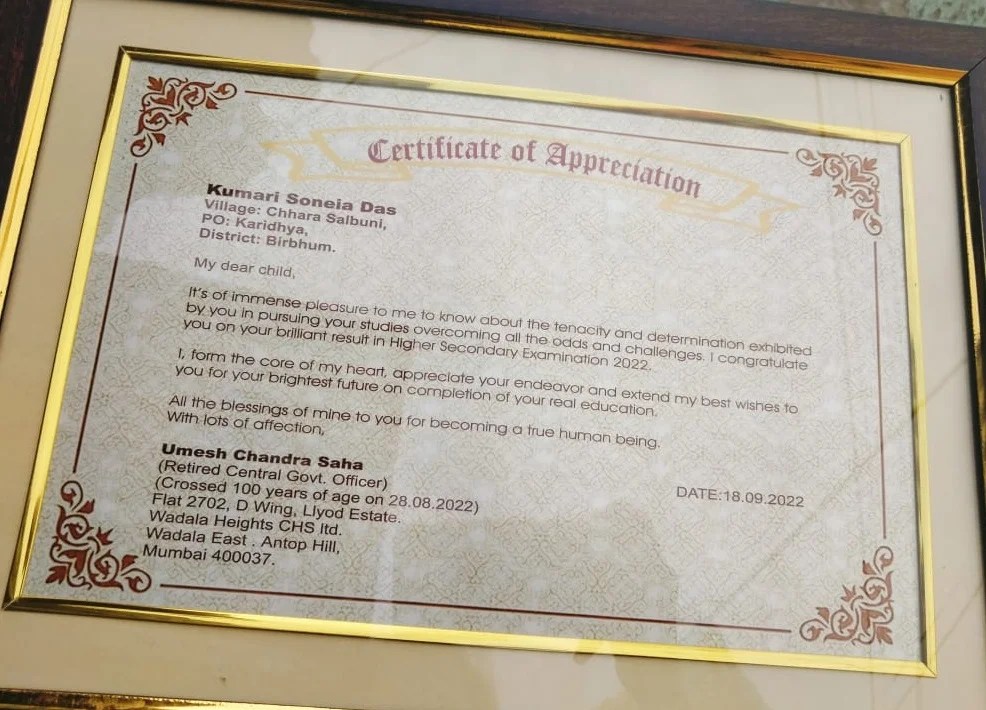 Certificate of Appreciation
Kumari Soneia Das
Village: Chhara Salbuni,
PO: Karidhya,
District: Birbhum.
My dear child,
It's of immense pleasure to me to know about the tenacity and determination exhibited
by you in pursuing your studies overcoming all the odds and challenges. I congratulate
you on your brilliant result in Higher Secondary Examination 2022.
I, form the core of my heart, appreciate your endeavor and extend my best wishes to
you for your brightest future on completion of your real education.
All the blessings of mine to you for becoming a true human being.
With lots of affection,
Umesh Chandra Saha
(Retired Central Govt. Officer)
(Crossed 100 years of age on 28.08.2022)
Flat 2702, D Wing, Llyod Estate.
Wadala Heights CHS ltd.
Wadala East . Antop Hill,
Mumbai 400037.
DATE:18.09.2022